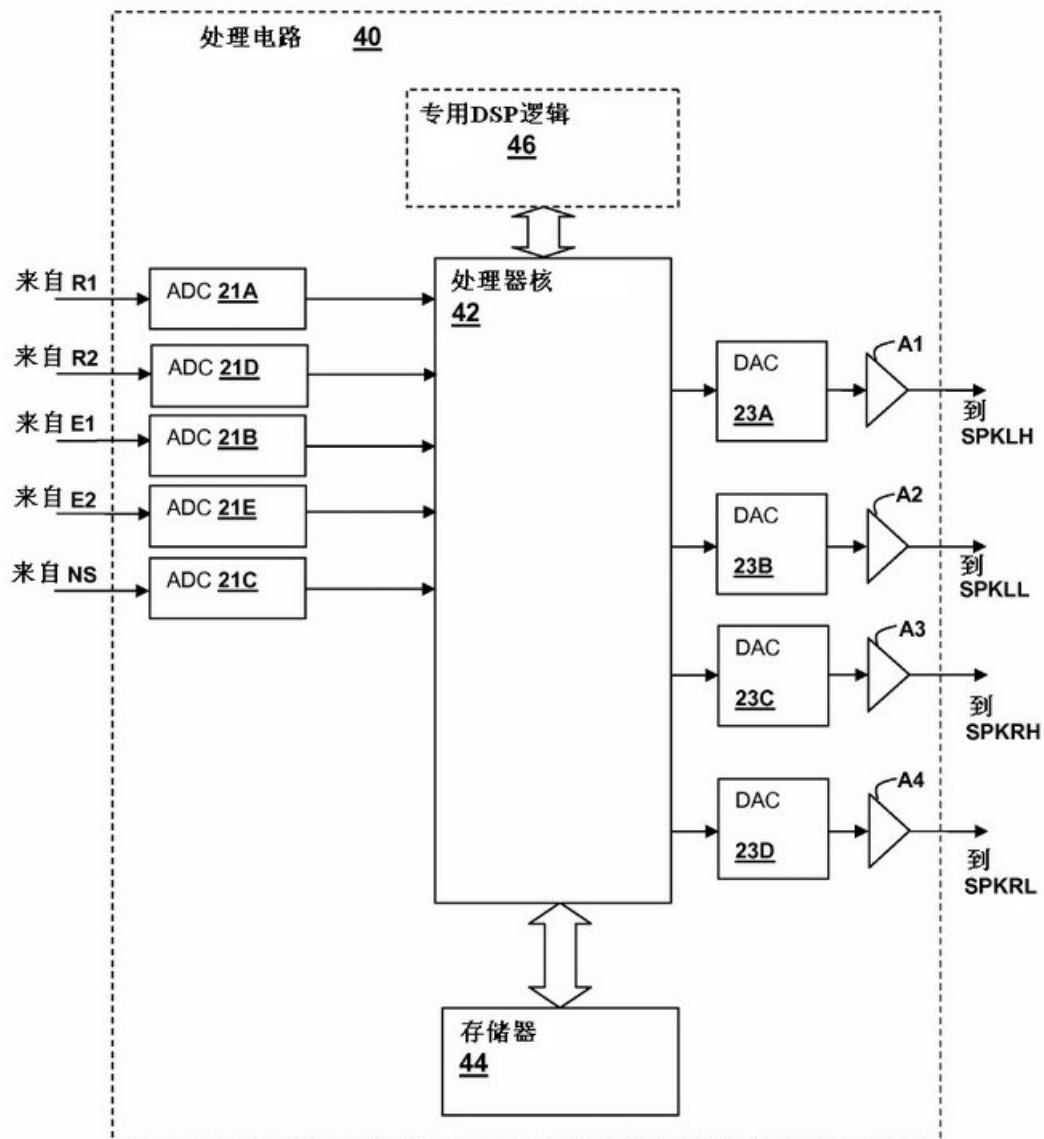 处理电路 40
专用DSP逻辑
46
来自 R1
ADC 21A
处理器核
42
来自 R2
ADC 21D
DAC
23A
A1
到
SPKLH
来自 E1
ADC 21B
来自 E2
ADC 21E
DAC
23B
A2
到
SPKLL
来自 NS
ADC 21C
DAC
23C
A3
到
SPKRH
DAC
23D
A4
到
SPKRL
存储器
44